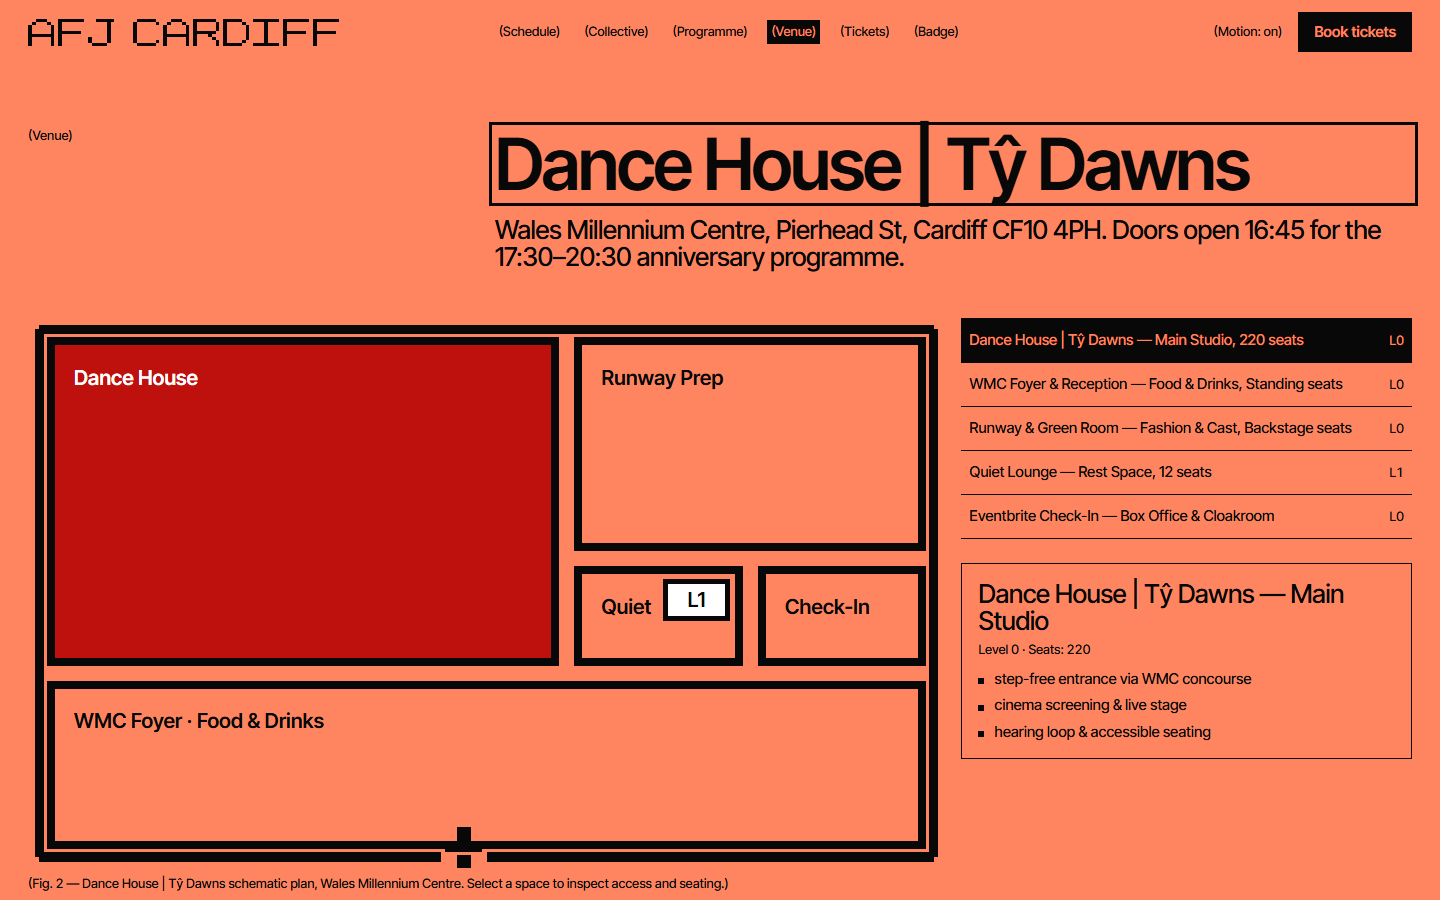 AFJ CARDIFF
(Schedule) (Collective) (Programme) (Venue) (Tickets) (Badge)
(Motion: on) Book tickets
(Venue)
Dance House | Tŷ Dawns
Wales Millennium Centre, Pierhead St, Cardiff CF10 4PH. Doors open 16:45 for the
17:30–20:30 anniversary programme.
Dance House
Runway Prep
Quiet L1
Check-In
WMC Foyer · Food & Drinks
Dance House | Tŷ Dawns — Main Studio, 220 seats L0
WMC Foyer & Reception — Food & Drinks, Standing seats L0
Runway & Green Room — Fashion & Cast, Backstage seats L0
Quiet Lounge — Rest Space, 12 seats L1
Eventbrite Check-In — Box Office & Cloakroom L0
Dance House | Tŷ Dawns — Main
Studio
Level 0 · Seats: 220
step-free entrance via WMC concourse
cinema screening & live stage
hearing loop & accessible seating
(Fig. 2 — Dance House | Tŷ Dawns schematic plan, Wales Millennium Centre. Select a space to inspect access and seating.)